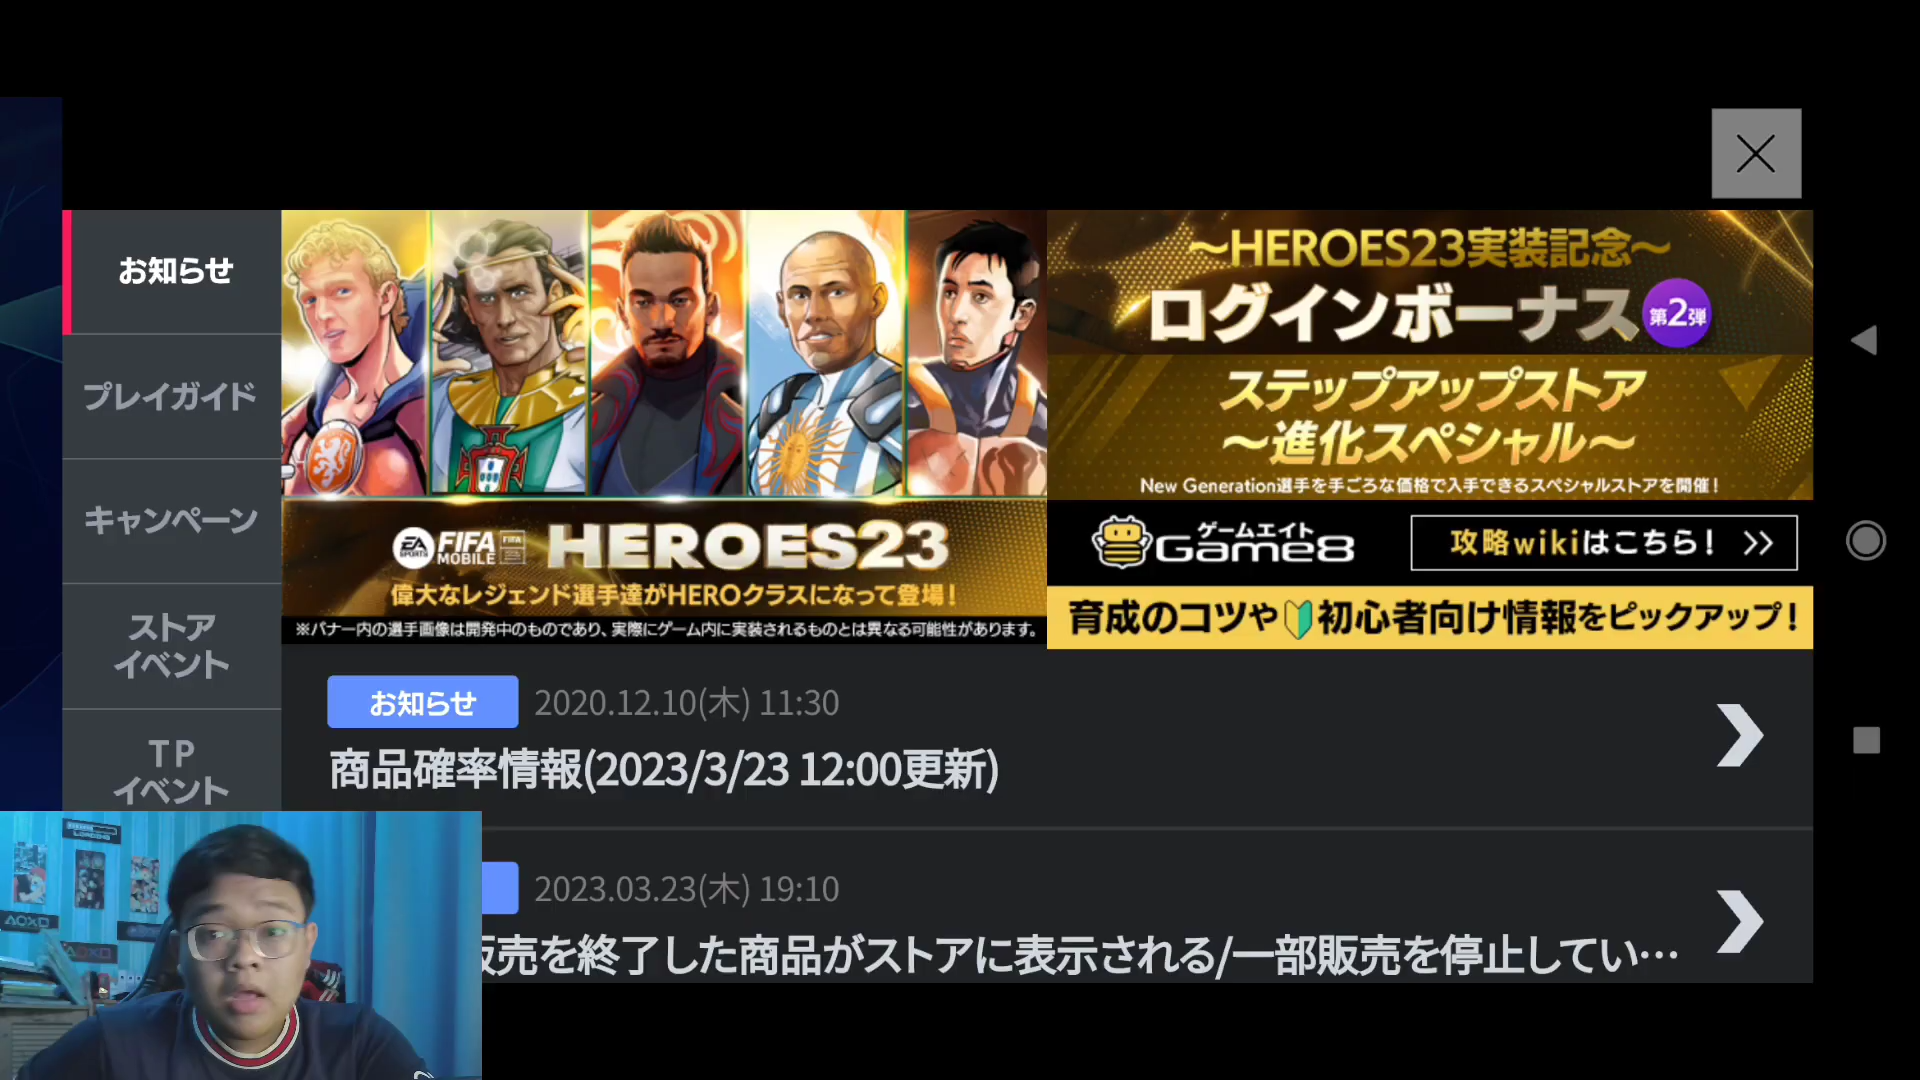 お知らせ
プレイガイド
キャンペーン
ストア
イベント
TP
イベント
EA SPORTS FIFA MOBILE FIFA HEROES23
偉大なレジェンド選手達がHEROクラスになって登場!
※バナー内の選手画像は開発中のものであり、実際にゲーム内に実装されるものとは異なる可能性があります。
～HEROES23実装記念～
ログインボーナス 第2弾
ステップアップストア
～進化スペシャル～
New Generation選手を手ごろな価格で入手できるスペシャルストアを開催!
ゲームエイト
Game8
攻略wikiはこちら! >>
育成のコツや初心者向け情報をピックアップ!
お知らせ 2020.12.10(木) 11:30
商品確率情報(2023/3/23 12:00更新)
2023.03.23(木) 19:10
販売を終了した商品がストアに表示される/一部販売を停止してい…